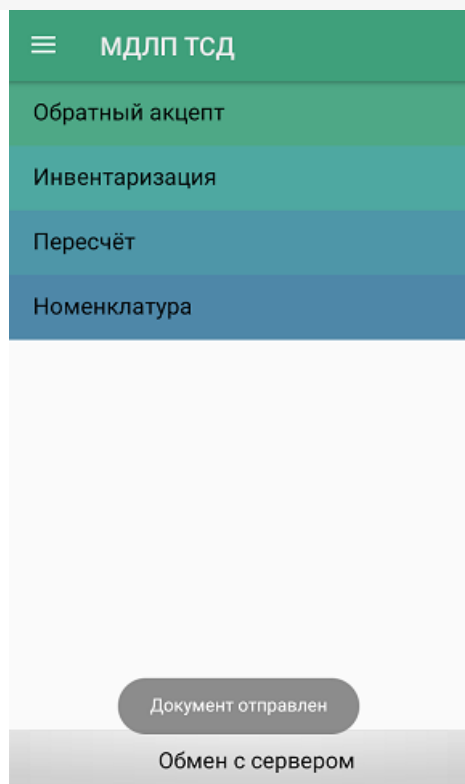 МДЛП ТСД
Обратный акцепт
Инвентаризация
Пересчёт
Номенклатура
Документ отправлен
Обмен с сервером